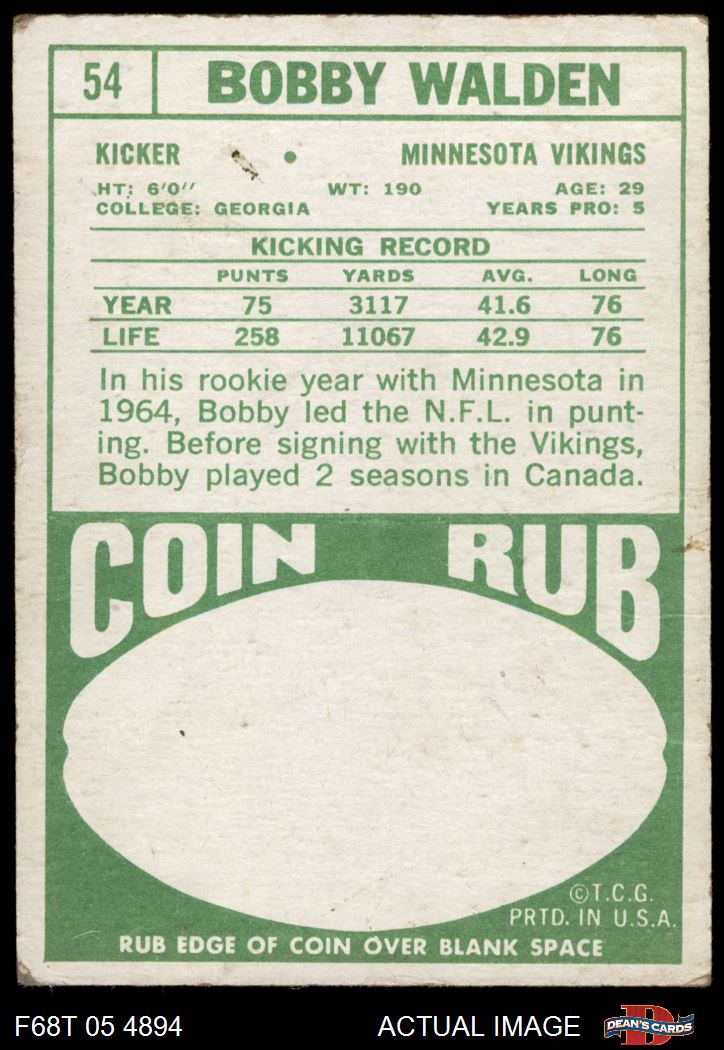 54 BOBBY WALDEN
KICKER • MINNESOTA VIKINGS
HT: 6'0" WT: 190 AGE: 29
COLLEGE: GEORGIA YEARS PRO: 5
KICKING RECORD
PUNTS YARDS AVG. LONG
YEAR 75 3117 41.6 76
LIFE 258 11067 42.9 76
In his rookie year with Minnesota in
1964, Bobby led the N.F.L. in punt-
ing. Before signing with the Vikings,
Bobby played 2 seasons in Canada.
COIN RUB
©T.C.G.
PRTD. IN U.S.A.
RUB EDGE OF COIN OVER BLANK SPACE
F68T 05 4894 ACTUAL IMAGE D DEAN'S CARDS